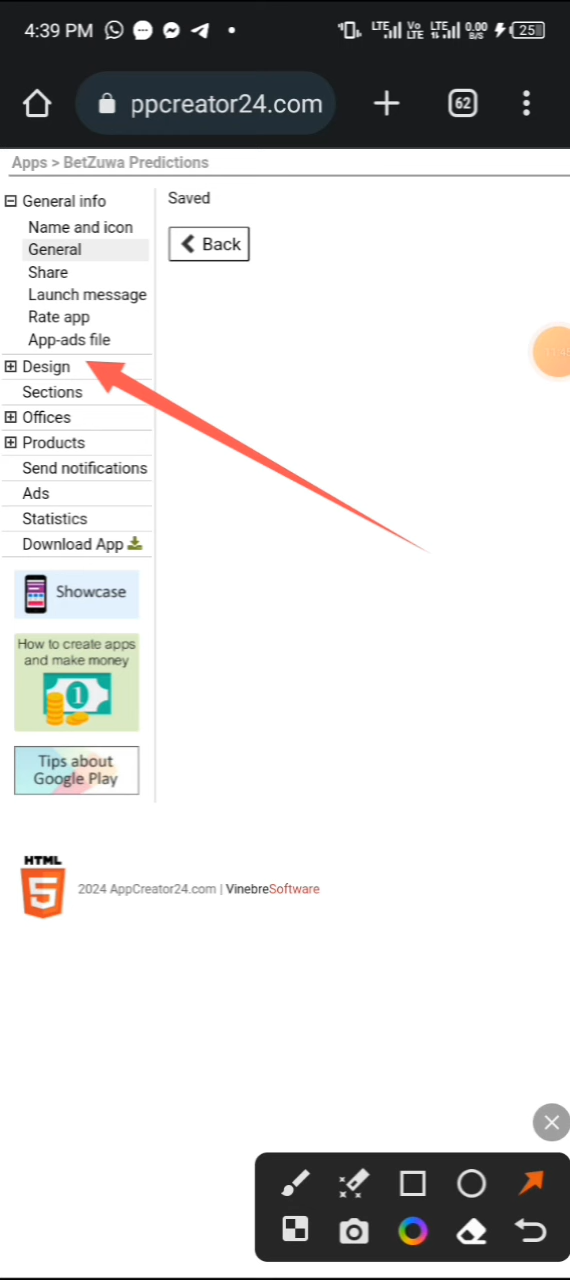 4:39 PM
LTE
Vo
LTE
LTE
0.00
B/S
25
ppcreator24.com
62
Apps > BetZuwa Predictions
General info
Name and icon
General
Share
Launch message
Rate app
App-ads file
Design
Sections
Offices
Products
Send notifications
Ads
Statistics
Download App
Saved
Back
Showcase
How to create apps
and make money
1
Tips about
Google Play
HTML
5
2024 AppCreator24.com | VinebreSoftware